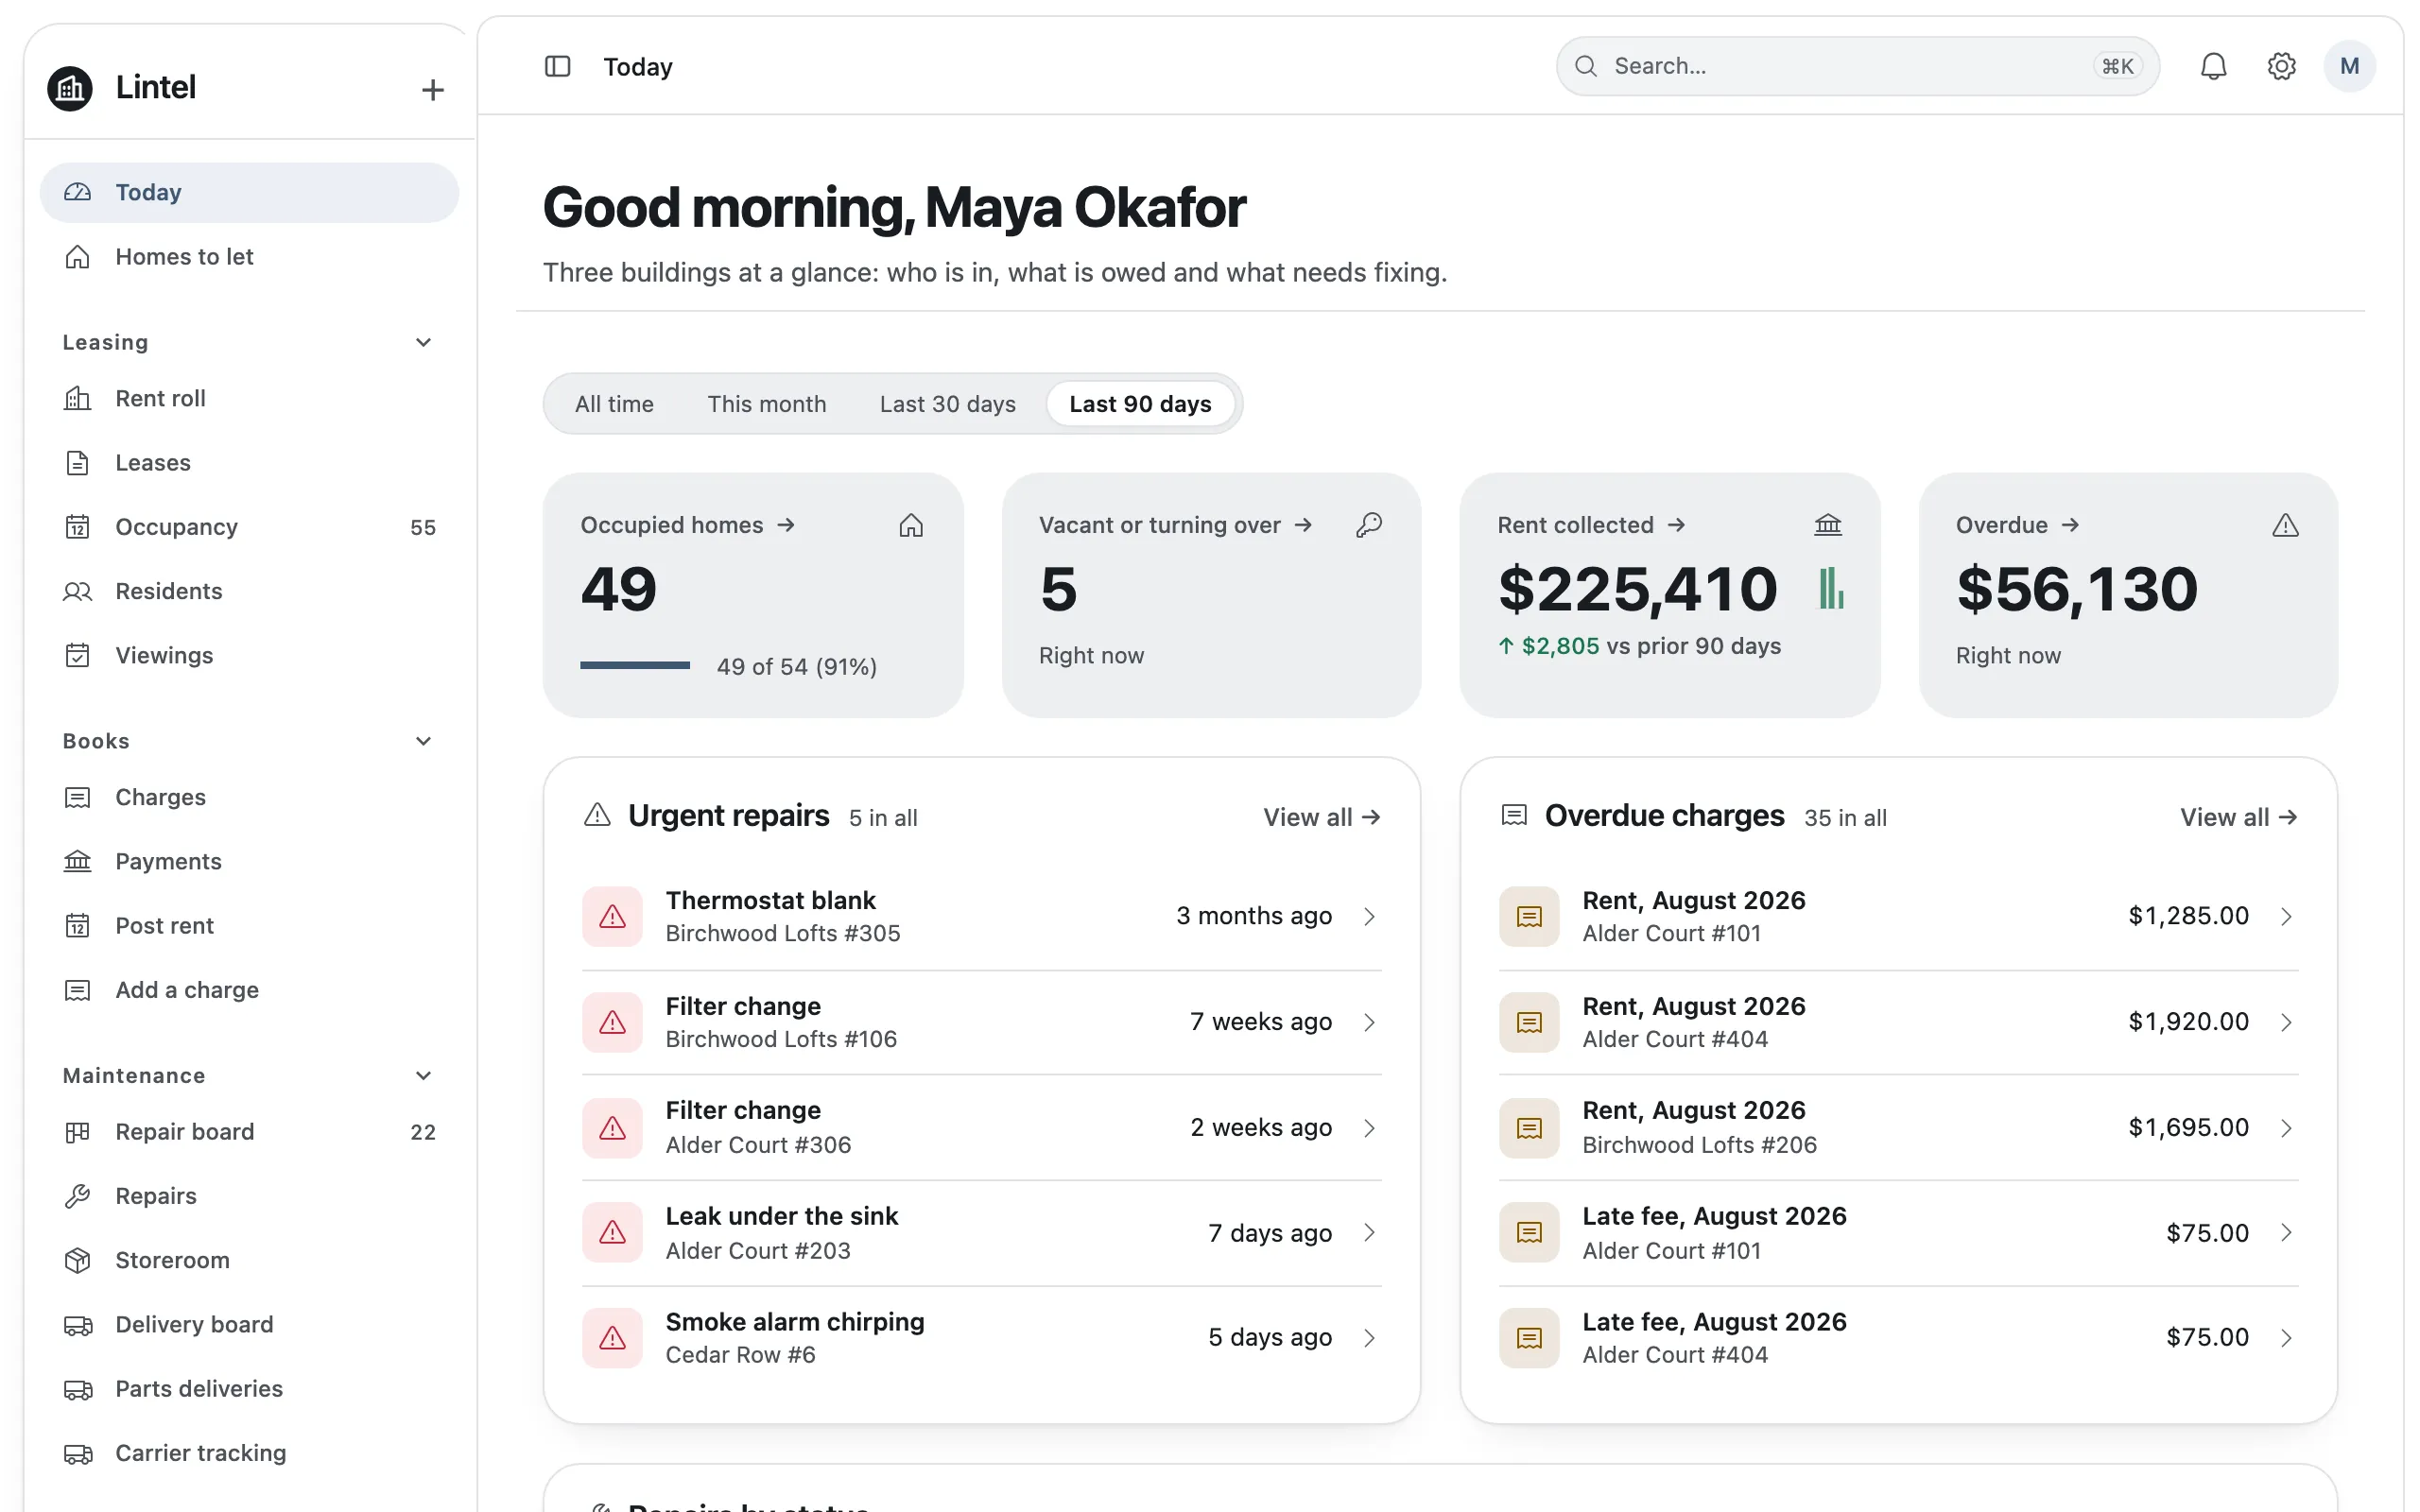 Lintel
Today
Homes to let
Leasing
Rent roll
Leases
Occupancy 55
Residents
Viewings
Books
Charges
Payments
Post rent
Add a charge
Maintenance
Repair board 22
Repairs
Storeroom
Delivery board
Parts deliveries
Carrier tracking
Today
Search... ⌘K
M
Good morning, Maya Okafor
Three buildings at a glance: who is in, what is owed and what needs fixing.
All time This month Last 30 days Last 90 days
Occupied homes →
49
49 of 54 (91%)
Vacant or turning over →
5
Right now
Rent collected →
$225,410
↑ $2,805 vs prior 90 days
Overdue →
$56,130
Right now
Urgent repairs 5 in all View all →
Thermostat blank
Birchwood Lofts #305
3 months ago
Filter change
Birchwood Lofts #106
7 weeks ago
Filter change
Alder Court #306
2 weeks ago
Leak under the sink
Alder Court #203
7 days ago
Smoke alarm chirping
Cedar Row #6
5 days ago
Overdue charges 35 in all View all →
Rent, August 2026
Alder Court #101
$1,285.00
Rent, August 2026
Alder Court #404
$1,920.00
Rent, August 2026
Birchwood Lofts #206
$1,695.00
Late fee, August 2026
Alder Court #101
$75.00
Late fee, August 2026
Alder Court #404
$75.00
Repairs by status